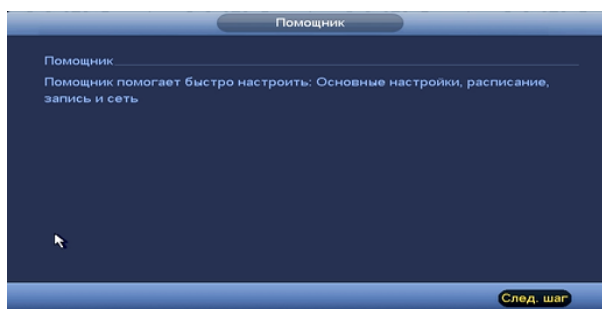 Помощник
Помощник
Помощник помогает быстро настроить: Основные настройки, расписание,
запись и сеть
След. шаг